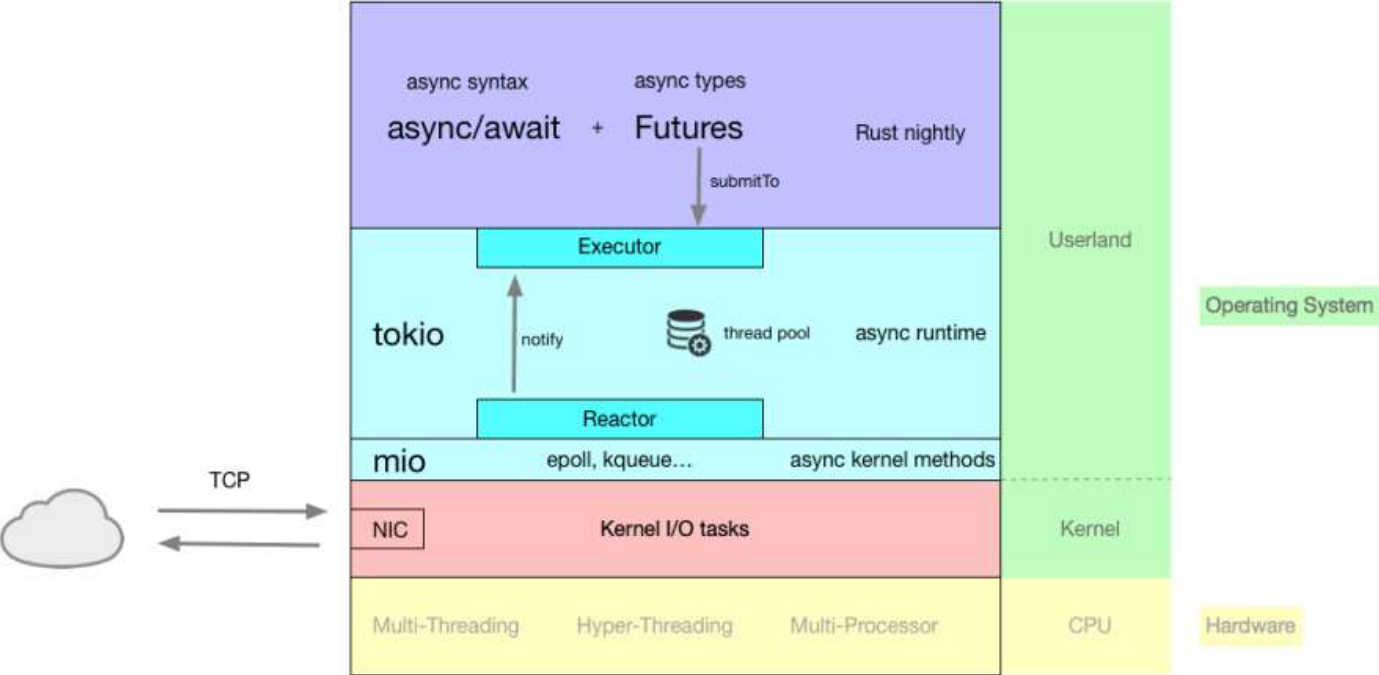 async syntax
async types
async/await + Futures
Rust nightly
submitTo
Executor
Userland
Operating System
tokio
notify
thread pool
async runtime
Reactor
mio
epoll, kqueue…
async kernel methods
TCP
NIC
Kernel I/O tasks
Kernel
Multi-Threading
Hyper-Threading
Multi-Processor
CPU
Hardware